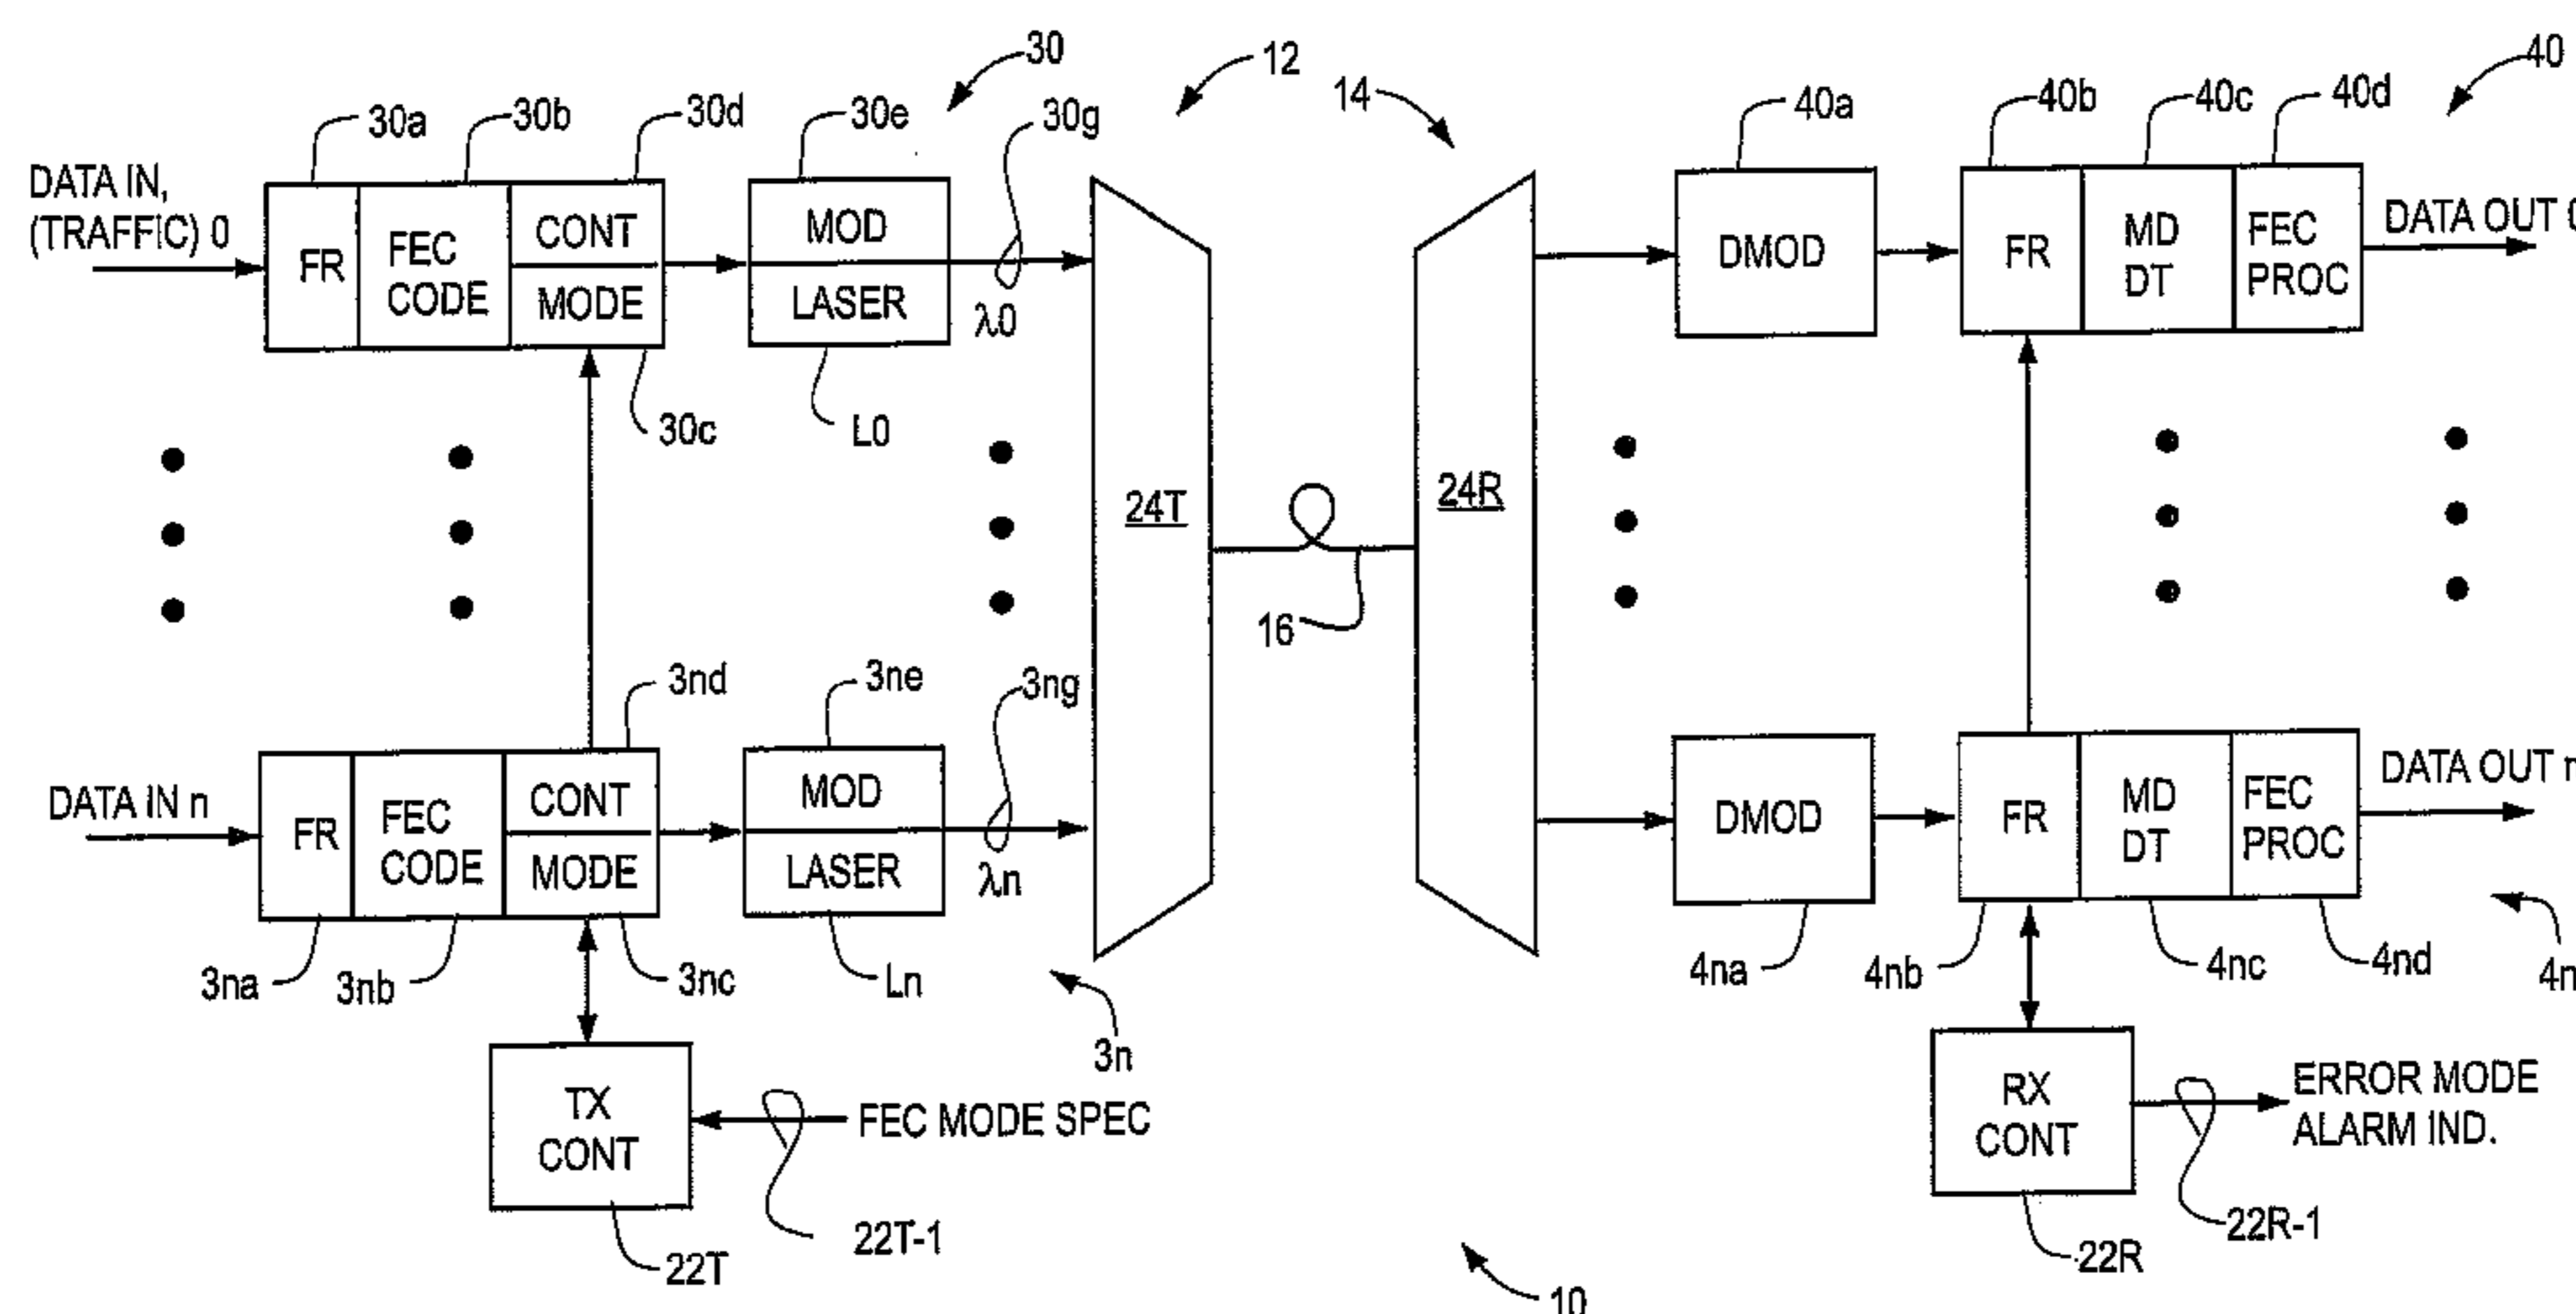 30
12
14
40
30a
30b
30d
30e
30g
40a
40b
40c
40d
DATA IN,
(TRAFFIC) 0
FR
FEC
CODE
CONT
MODE
MOD
LASER
λ0
DMOD
FR
MD
DT
FEC
PROC
DATA OUT 0
30c
L0
24T
24R
16
3nd
3ne
3ng
DATA IN n
FR
FEC
CODE
CONT
MODE
MOD
LASER
λn
DMOD
FR
MD
DT
FEC
PROC
DATA OUT n
3na
3nb
3nc
Ln
3n
4na
4nb
4nc
4nd
4n
TX
CONT
FEC MODE SPEC
RX
CONT
ERROR MODE
ALARM IND.
22T
22T-1
22R
22R-1
10